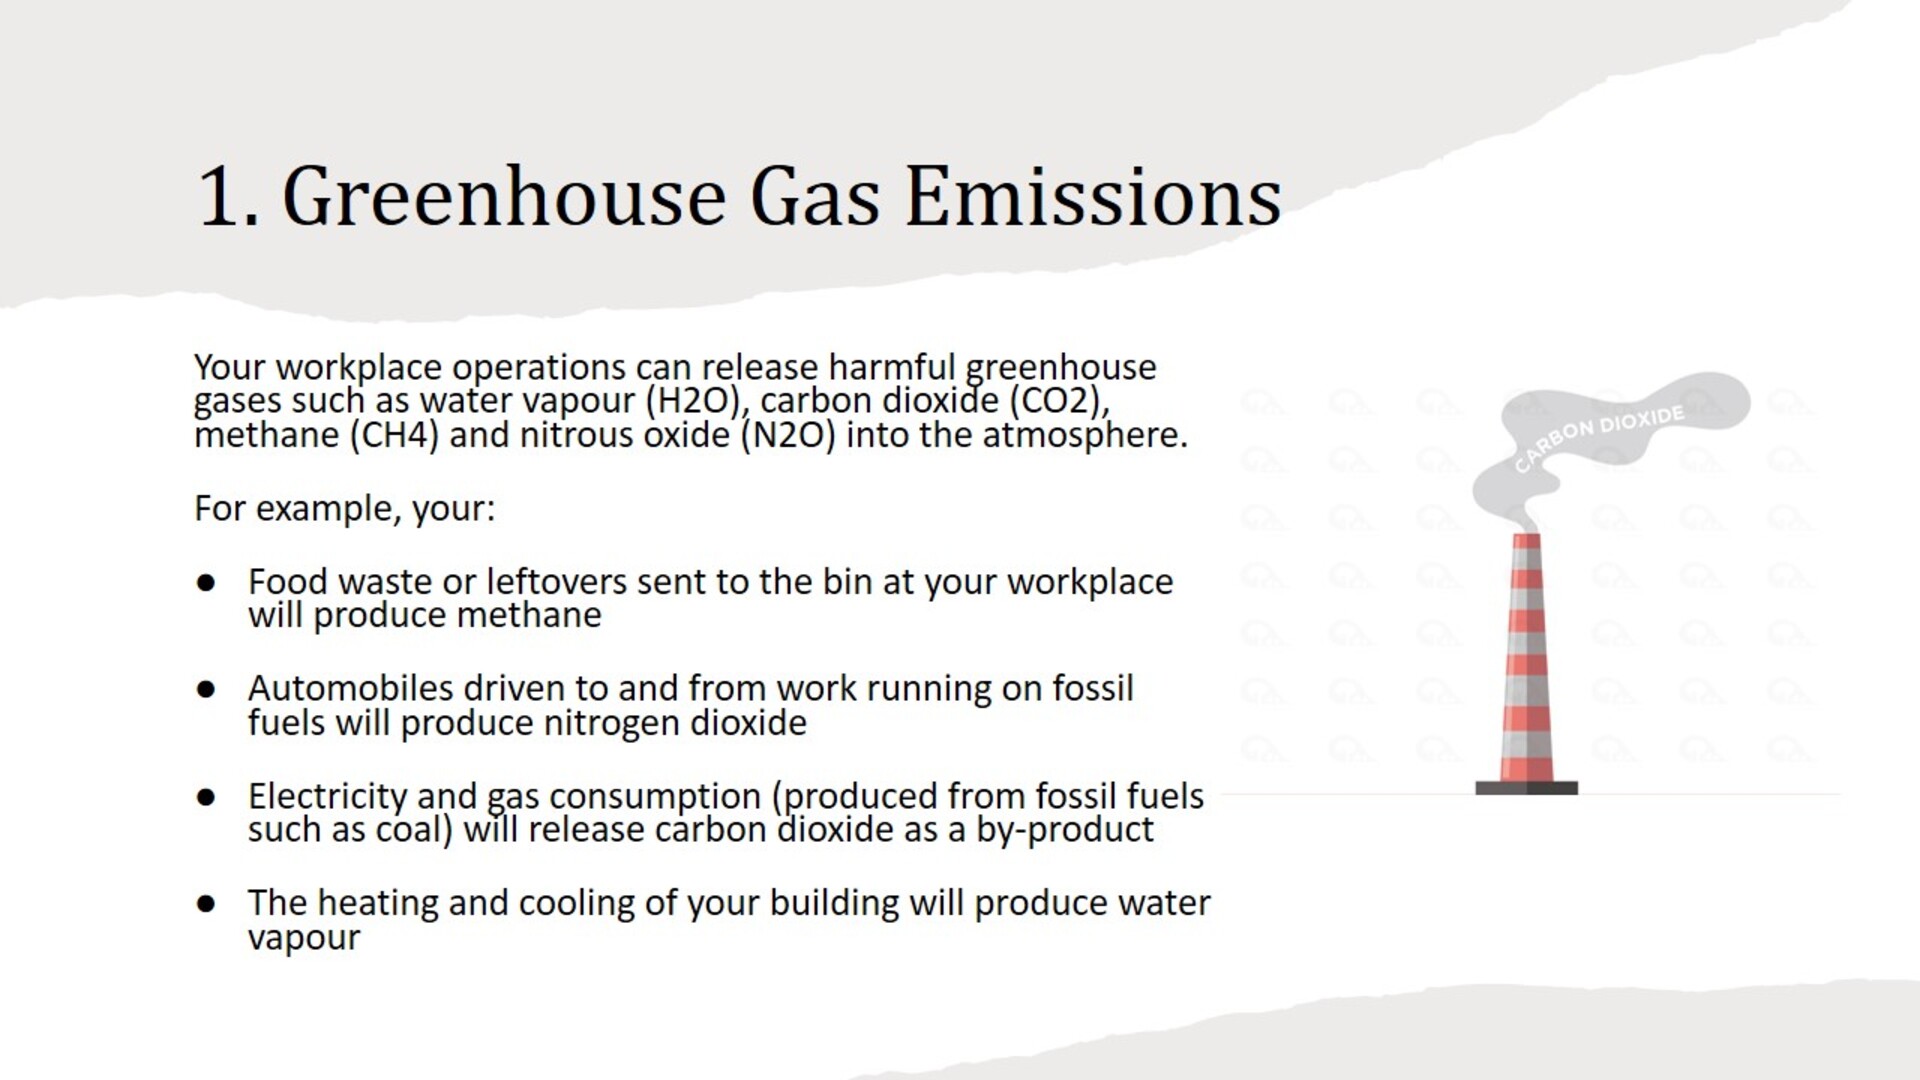 1. Greenhouse Gas Emissions
Your workplace operations can release harmful greenhouse
gases such as water vapour (H2O), carbon dioxide (CO2),
methane (CH4) and nitrous oxide (N2O) into the atmosphere.
For example, your:
● Food waste or leftovers sent to the bin at your workplace
will produce methane
● Automobiles driven to and from work running on fossil
fuels will produce nitrogen dioxide
● Electricity and gas consumption (produced from fossil fuels
such as coal) will release carbon dioxide as a by-product
● The heating and cooling of your building will produce water
vapour
CARBON DIOXIDE